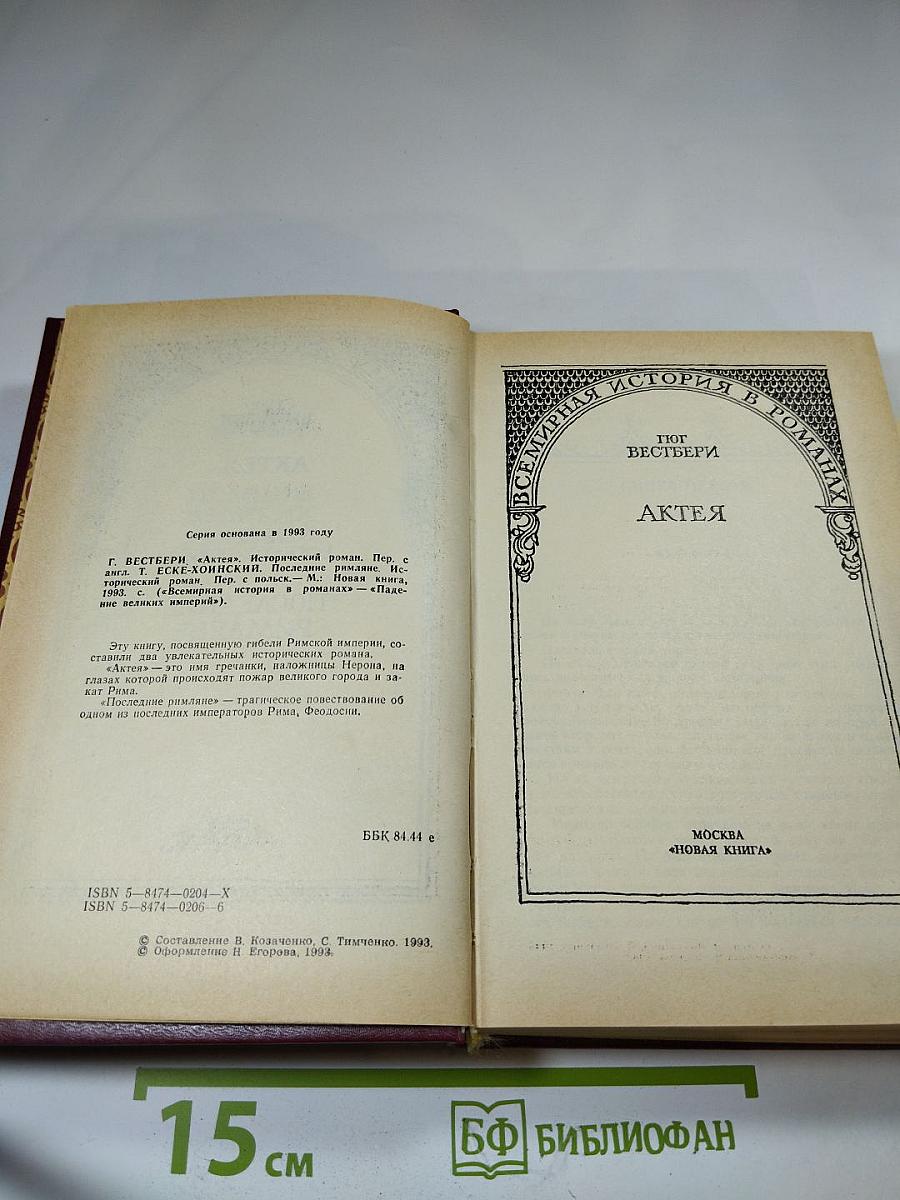 Серия основана в 1993 году
Г. ВЕСТБЕРИ. «Актея». Исторический роман. Пер. с
англ. Т. ЕСКЕ-ХОИНСКИЙ. Последние римляне. Ис-
торический роман. Пер. с польск.— М.: Новая книга,
1993. с. («Всемирная история в романах» — «Паде-
ние великих империй»).
Эту книгу, посвященную гибели Римской империи, со-
ставили два увлекательных исторических романа.
«Актея» — это имя гречанки, наложницы Нерона, на
глазах которой происходят пожар великого города и за-
кат Рима.
«Последние римляне» — трагическое повествование об
одном из последних императоров Рима, Феодосии.
ББК 84.44 е
ISBN 5—8474—0204—X
ISBN 5—8474—0206—6
© Составление В. Козаченко, С. Тимченко. 1993.
© Оформление Н. Егорова, 1993.
ВСЕМИРНАЯ ИСТОРИЯ В РОМАНАХ
ГЮГ
ВЕСТБЕРИ
АКТЕЯ
МОСКВА
«НОВАЯ КНИГА»
15 см
БФ БИБЛИОФАН